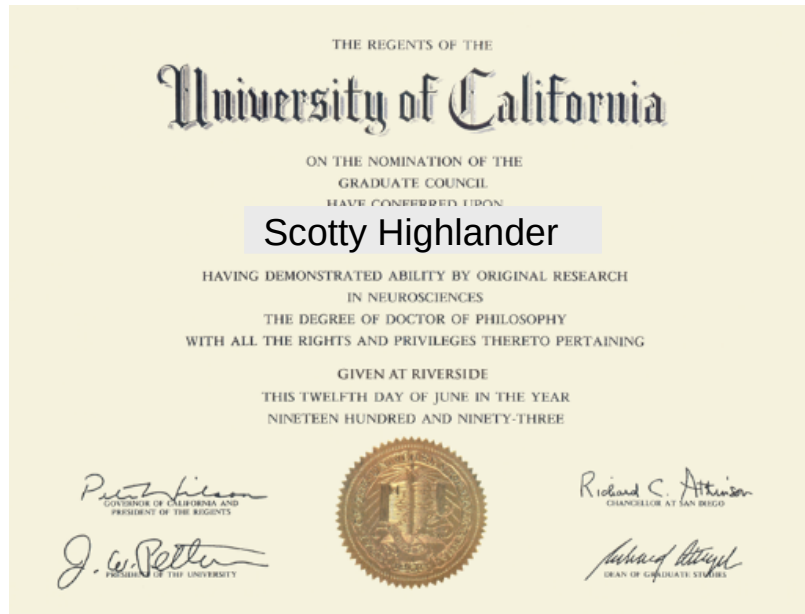 THE REGENTS OF THE
University of California
ON THE NOMINATION OF THE
GRADUATE COUNCIL
HAVE CONFERRED UPON
Scotty Highlander
HAVING DEMONSTRATED ABILITY BY ORIGINAL RESEARCH
IN NEUROSCIENCES
THE DEGREE OF DOCTOR OF PHILOSOPHY
WITH ALL THE RIGHTS AND PRIVILEGES THERETO PERTAINING
GIVEN AT RIVERSIDE
THIS TWELFTH DAY OF JUNE IN THE YEAR
NINETEEN HUNDRED AND NINETY-THREE
GOVERNOR OF CALIFORNIA AND
PRESIDENT OF THE REGENTS
Richard C. Atkinson
CHANCELLOR AT SAN DIEGO
PRESIDENT OF THE UNIVERSITY
DEAN OF GRADUATE STUDIES